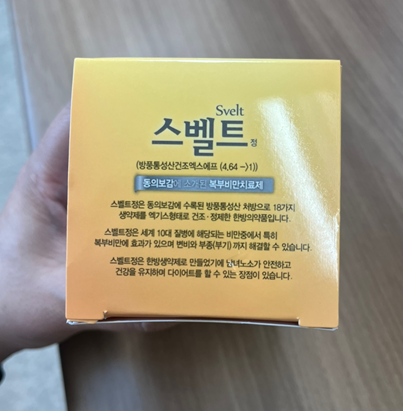 Svelt
스벨트정
(방풍통성산건조엑스에프 (4.64->1))
동의보감에 소개된 복부비만치료제
스벨트정은 동의보감에 수록된 방풍통성산 처방으로 18가지
생약제를 엑기스형태로 건조·정제한 한방의약품입니다.
스벨트정은 세계 10대 질병에 해당되는 비만중에서 특히
복부비만에 효과가 있으며 변비와 부종(부기)까지 해결할 수 있습니다.
스벨트정은 한방생약제로 만들었기에 남녀노소가 안전하고
건강을 유지하며 다이어트를 할 수 있는 장점이 있습니다.